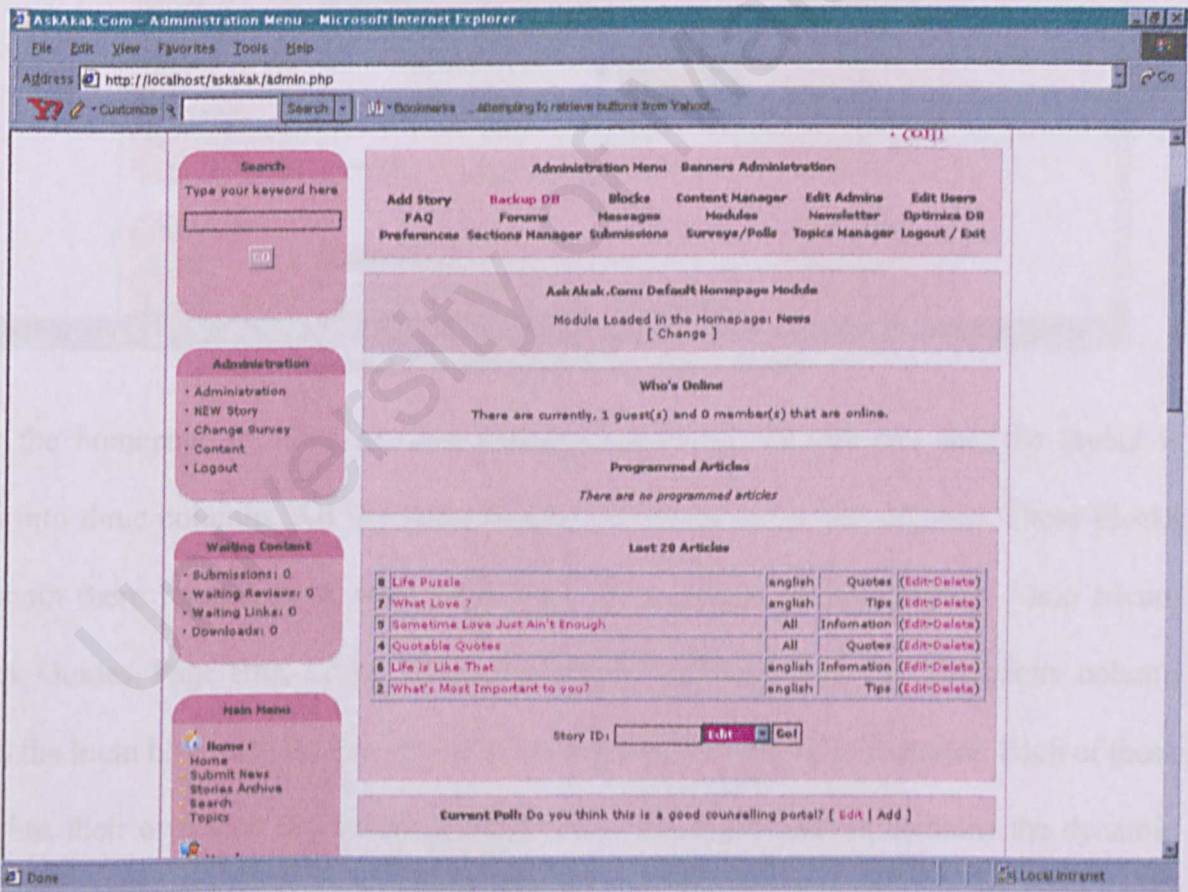 AskAkak.Com - Administration Menu - Microsoft Internet Explorer
File Edit View Favorites Tools Help
Address http://localhost/askakak/admin.php Go
Y! Customize Search Bookmarks ...attempting to retrieve buttons from Yahoo!...
Search
Type your keyword here
GO
Administration
· Administration
· NEW Story
· Change Survey
· Content
· Logout
Waiting Content
· Submissions: 0
· Waiting Reviews: 0
· Waiting Links: 0
· Downloads: 0
Main Menu
Home :
Home
Submit News
Stories Archive
Search
Topics
Administration Menu Banners Administration
Add Story Backup DB Blocks Content Manager Edit Admins Edit Users
FAQ Forums Messages Modules Newsletter Optimize DB
Preferences Sections Manager Submissions Surveys/Polls Topics Manager Logout / Exit
AskAkak.Com: Default Homepage Module
Module Loaded in the Homepage: News
[ Change ]
Who's Online
There are currently, 1 guest(s) and 0 member(s) that are online.
Programmed Articles
There are no programmed articles
Last 20 Articles
8 Life Puzzle english Quotes (Edit-Delete)
7 What Love ? english Tips (Edit-Delete)
5 Sometime Love Just Ain't Enough All Infomation (Edit-Delete)
4 Quotable Quotes All Quotes (Edit-Delete)
6 Life is Like That english Infomation (Edit-Delete)
2 What's Most Important to you? english Tips (Edit-Delete)
Story ID: Edit Go!
Current Poll: Do you think this is a good counselling portal? [ Edit | Add ]
Done Local intranet
University of